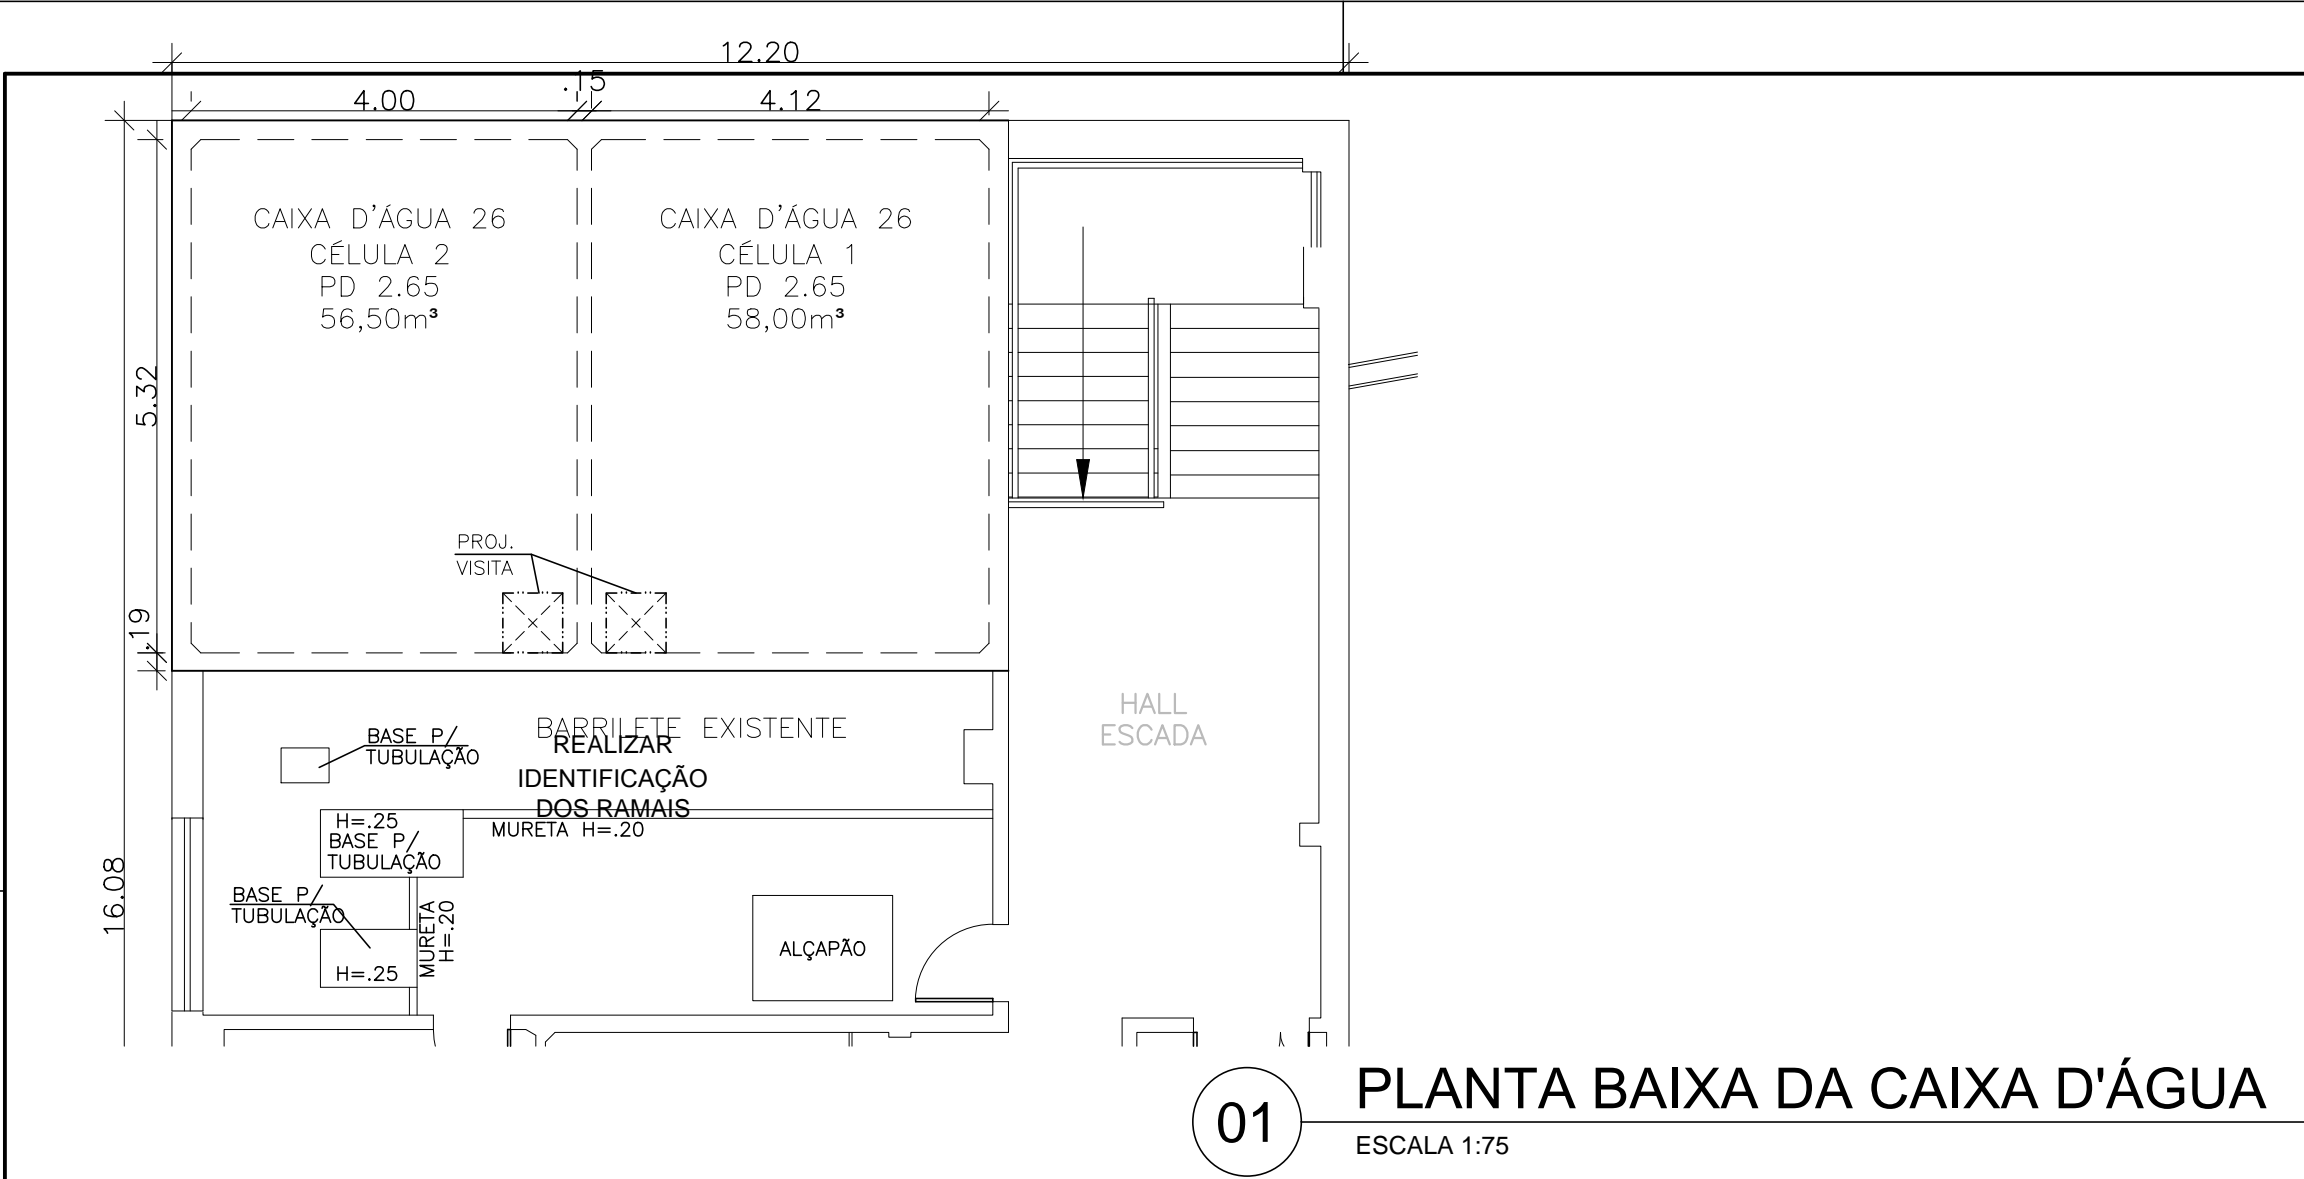 12.20
.15
4.00
4.12
CAIXA D'ÁGUA 26
CÉLULA 2
PD 2.65
56,50m³
CAIXA D'ÁGUA 26
CÉLULA 1
PD 2.65
58,00m³
5.32
PROJ.
VISITA
.19
HALL
ESCADA
BARRILETE EXISTENTE
REALIZAR
IDENTIFICAÇÃO
DOS RAMAIS
BASE P/
TUBULAÇÃO
H=.25
BASE P/
TUBULAÇÃO
MURETA H=.20
16.08
BASE P/
TUBULAÇÃO
H=.25
MURETA
H=.20
ALÇAPÃO
01
PLANTA BAIXA DA CAIXA D'ÁGUA
ESCALA 1:75